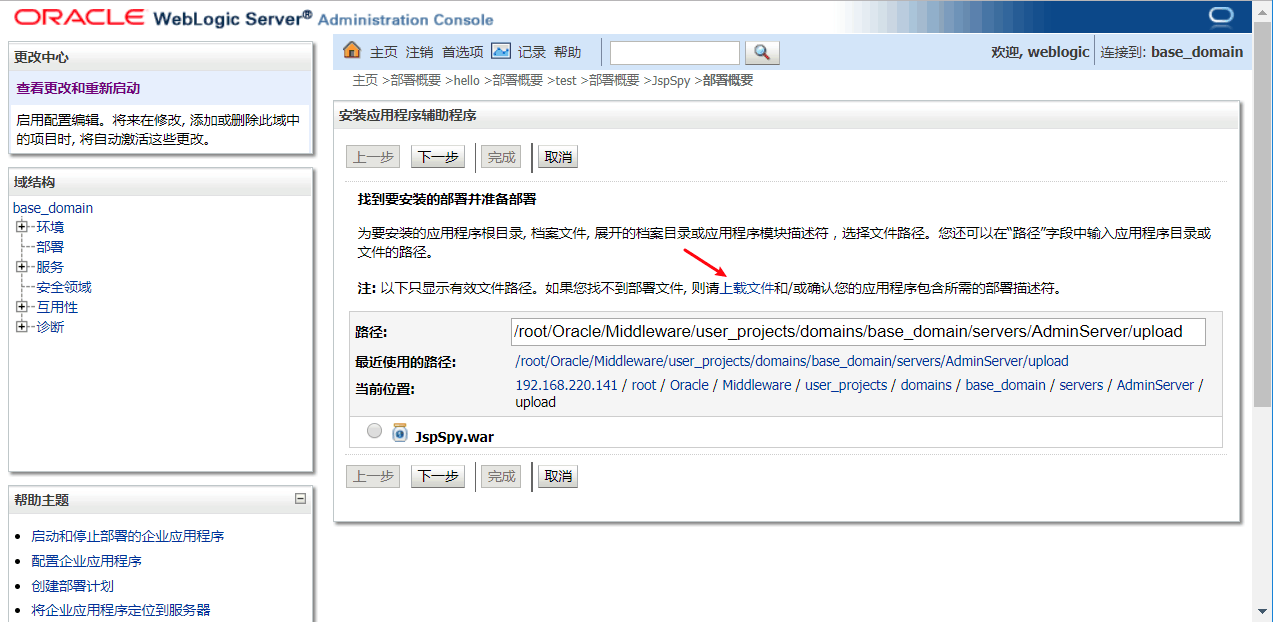 ORACLE WebLogic Server® Administration Console
更改中心
查看更改和重新启动
启用配置编辑。将来在修改, 添加或删除此域中
的项目时, 将自动激活这些更改。
域结构
base_domain
环境
部署
服务
安全领域
互用性
诊断
帮助主题
启动和停止部署的企业应用程序
配置企业应用程序
创建部署计划
将企业应用程序定位到服务器
主页 注销 首选项 记录 帮助
欢迎, weblogic 连接到: base_domain
主页 >部署概要 >hello >部署概要 >test >部署概要 >JspSpy >部署概要
安装应用程序辅助程序
上一步 下一步 完成 取消
找到要安装的部署并准备部署
为要安装的应用程序根目录, 档案文件, 展开的档案目录或应用程序模块描述符，选择文件路径。您还可以在“路径”字段中输入应用程序目录或
文件的路径。
注: 以下只显示有效文件路径。如果您找不到部署文件, 则请上载文件和/或确认您的应用程序包含所需的部署描述符。
路径: /root/Oracle/Middleware/user_projects/domains/base_domain/servers/AdminServer/upload
最近使用的路径: /root/Oracle/Middleware/user_projects/domains/base_domain/servers/AdminServer/upload
当前位置: 192.168.220.141 / root / Oracle / Middleware / user_projects / domains / base_domain / servers / AdminServer /
upload
JspSpy.war
上一步 下一步 完成 取消